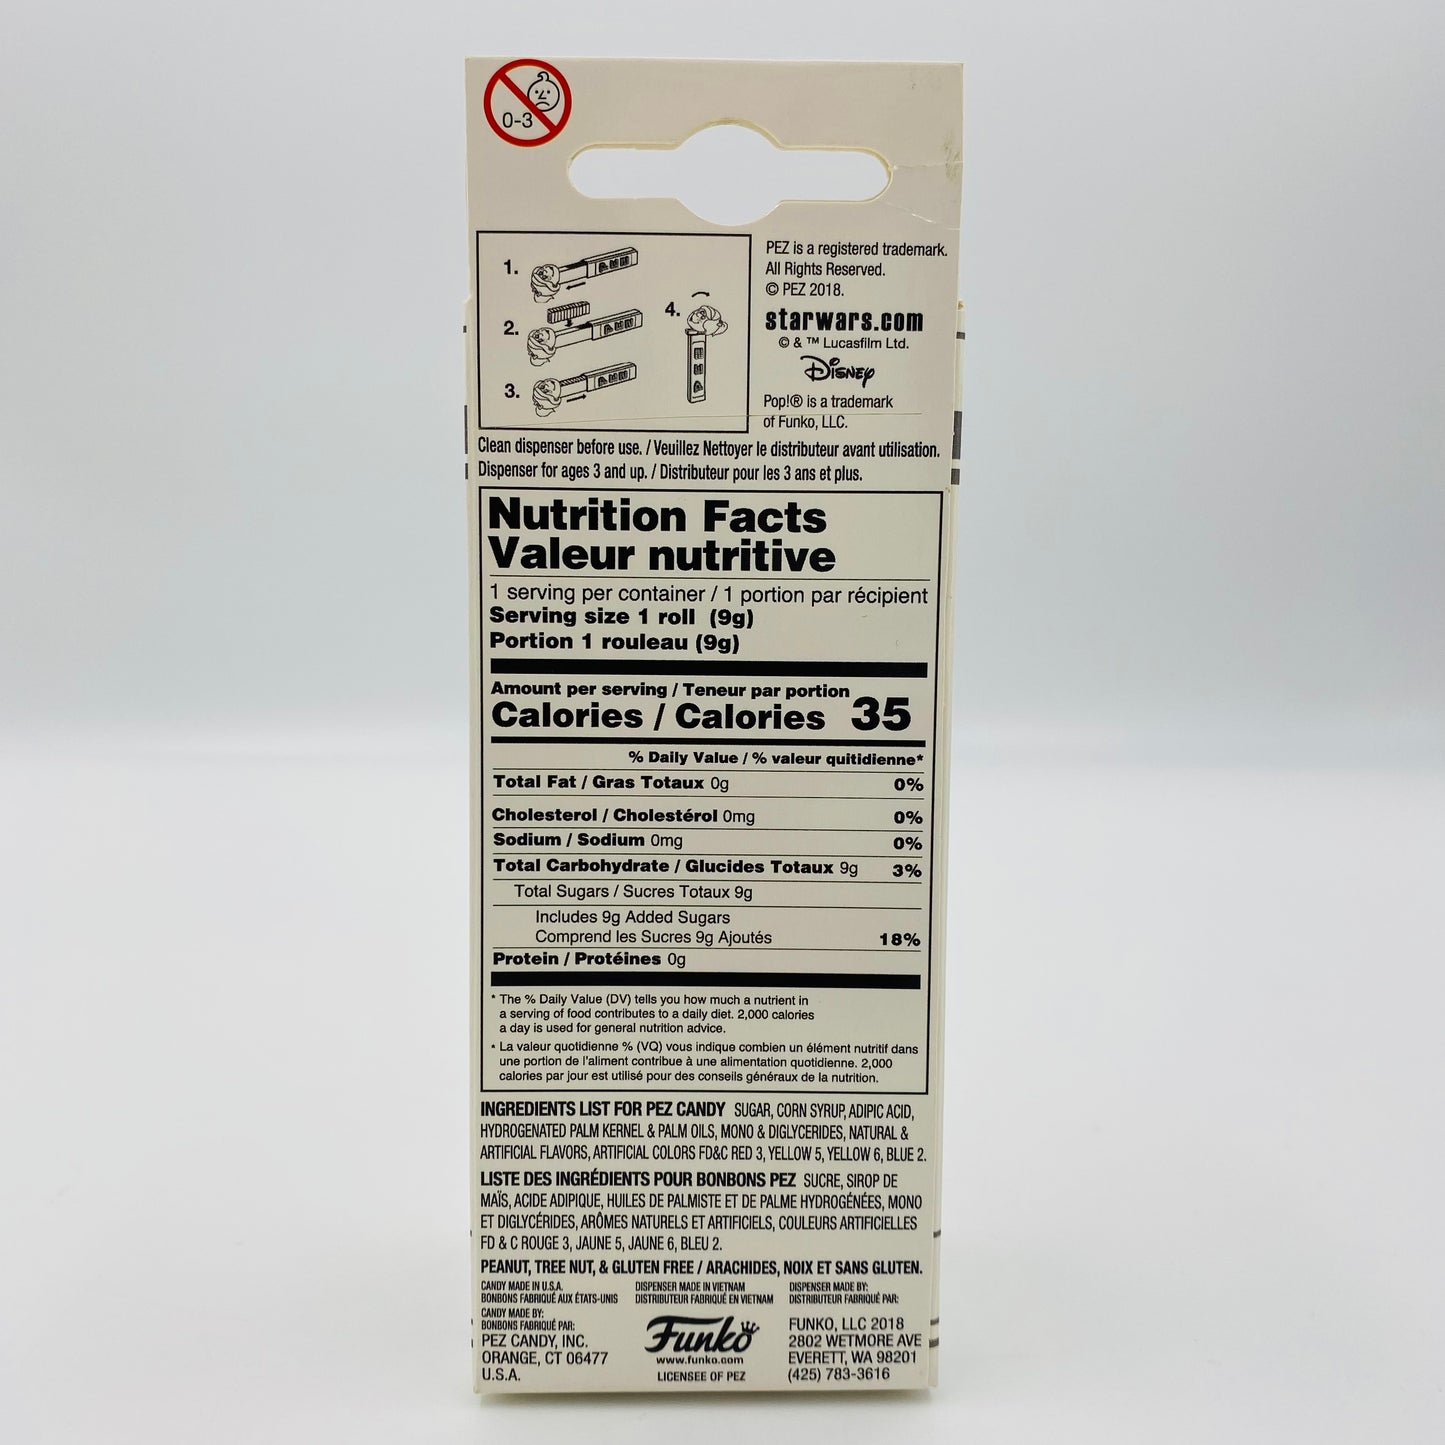 0-3
1.
2.
3.
4.
PEZ is a registered trademark.
All Rights Reserved.
© PEZ 2018.
starwars.com
© & ™ Lucasfilm Ltd.
Disney
Pop!® is a trademark
of Funko, LLC.
Clean dispenser before use. / Veuillez Nettoyer le distributeur avant utilisation.
Dispenser for ages 3 and up. / Distributeur pour les 3 ans et plus.
Nutrition Facts
Valeur nutritive
1 serving per container / 1 portion par récipient
Serving size 1 roll (9g)
Portion 1 rouleau (9g)
Amount per serving / Teneur par portion
Calories / Calories 35
% Daily Value / % valeur quitidienne*
Total Fat / Gras Totaux 0g 0%
Cholesterol / Cholestérol 0mg 0%
Sodium / Sodium 0mg 0%
Total Carbohydrate / Glucides Totaux 9g 3%
Total Sugars / Sucres Totaux 9g
Includes 9g Added Sugars
Comprend les Sucres 9g Ajoutés 18%
Protein / Protéines 0g
* The % Daily Value (DV) tells you how much a nutrient in
a serving of food contributes to a daily diet. 2,000 calories
a day is used for general nutrition advice.
* La valeur quotidienne % (VQ) vous indique combien un élément nutritif dans
une portion de l'aliment contribue à une alimentation quotidienne. 2,000
calories par jour est utilisé pour des conseils généraux de la nutrition.
INGREDIENTS LIST FOR PEZ CANDY SUGAR, CORN SYRUP, ADIPIC ACID,
HYDROGENATED PALM KERNEL & PALM OILS, MONO & DIGLYCERIDES, NATURAL &
ARTIFICIAL FLAVORS, ARTIFICIAL COLORS FD&C RED 3, YELLOW 5, YELLOW 6, BLUE 2.
LISTE DES INGRÉDIENTS POUR BONBONS PEZ SUCRE, SIROP DE
MAÏS, ACIDE ADIPIQUE, HUILES DE PALMISTE ET DE PALME HYDROGÉNÉES, MONO
ET DIGLYCÉRIDES, ARÔMES NATURELS ET ARTIFICIELS, COULEURS ARTIFICIELLES
FD & C ROUGE 3, JAUNE 5, JAUNE 6, BLEU 2.
PEANUT, TREE NUT, & GLUTEN FREE / ARACHIDES, NOIX ET SANS GLUTEN.
CANDY MADE IN U.S.A.
BONBONS FABRIQUÉ AUX ÉTATS-UNIS
CANDY MADE BY:
BONBONS FABRIQUÉ PAR:
PEZ CANDY, INC.
ORANGE, CT 06477
U.S.A.
DISPENSER MADE IN VIETNAM
DISTRIBUTEUR FABRIQUÉ EN VIETNAM
Funko
www.funko.com
LICENSEE OF PEZ
DISPENSER MADE BY:
DISTRIBUTEUR FABRIQUÉ PAR:
FUNKO, LLC 2018
2802 WETMORE AVE
EVERETT, WA 98201
(425) 783-3616